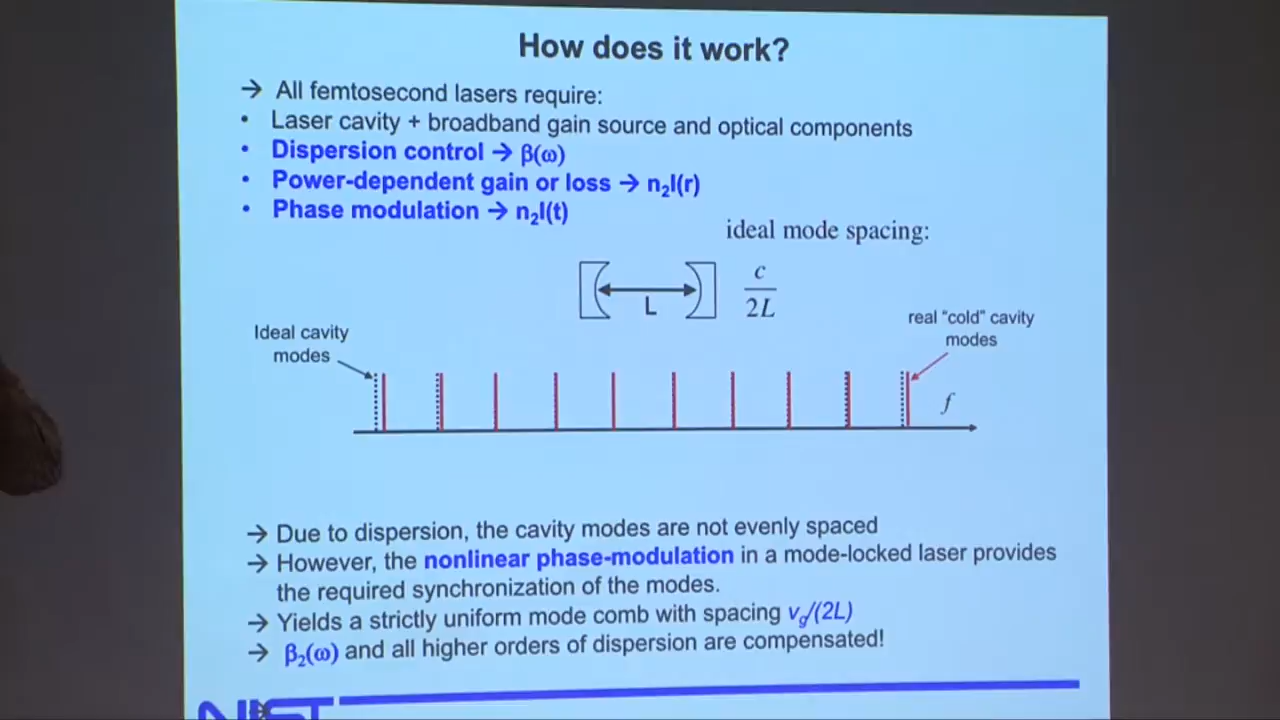 How does it work?
→ All femtosecond lasers require:
• Laser cavity + broadband gain source and optical components
• Dispersion control → β(ω)
• Power-dependent gain or loss → n₂I(r)
• Phase modulation → n₂I(t)
ideal mode spacing:
c
2L
L
Ideal cavity
modes
real "cold" cavity
modes
f
→ Due to dispersion, the cavity modes are not evenly spaced
→ However, the nonlinear phase-modulation in a mode-locked laser provides
the required synchronization of the modes.
→ Yields a strictly uniform mode comb with spacing vg/(2L)
→ β₂(ω) and all higher orders of dispersion are compensated!
NIST